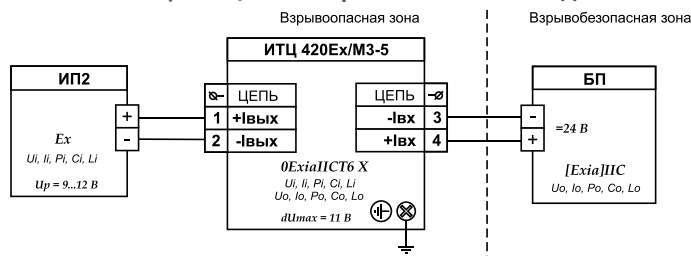 Взрывоопасная зона
Взрывобезопасная зона
ИТЦ 420Ex/М3-5
ИП2
Ex
Ui, Ii, Pi, Ci, Li
Up = 9...12 В
+
-
ЦЕПЬ
1 +Iвых
2 -Iвых
ЦЕПЬ
-Iвх 3
+Iвх 4
0ExiaIICT6 X
Ui, Ii, Pi, Ci, Li
Uo, Io, Po, Co, Lo
dUmax = 11 В
БП
-
+
=24 В
[Exia]IIC
Uo, Io, Po, Co, Lo